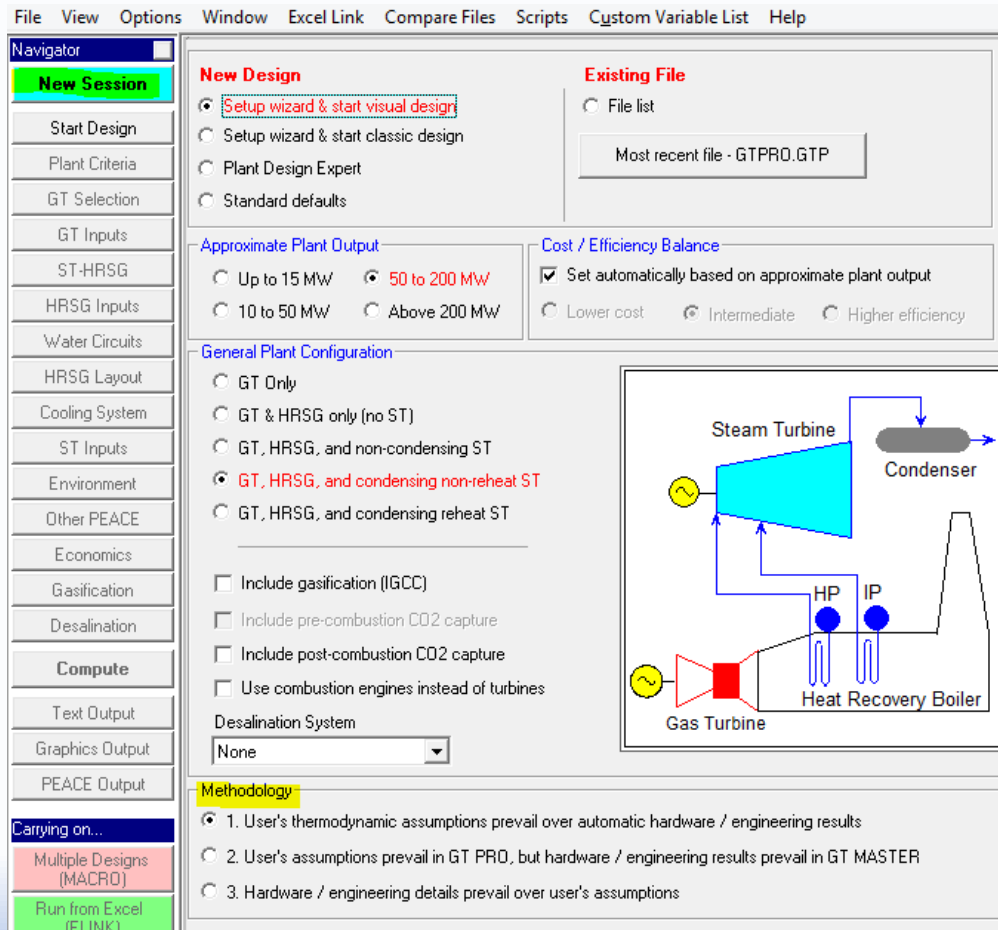 File View Options Window Excel Link Compare Files Scripts Custom Variable List Help
Navigator
New Session
Start Design
Plant Criteria
GT Selection
GT Inputs
ST-HRSG
HRSG Inputs
Water Circuits
HRSG Layout
Cooling System
ST Inputs
Environment
Other PEACE
Economics
Gasification
Desalination
Compute
Text Output
Graphics Output
PEACE Output
Carrying on...
Multiple Designs
(MACRO)
Run from Excel
(ELINK)
New Design
Setup wizard & start visual design
Setup wizard & start classic design
Plant Design Expert
Standard defaults
Existing File
File list
Most recent file - GTPRO.GTP
Approximate Plant Output
Up to 15 MW 50 to 200 MW
10 to 50 MW Above 200 MW
Cost / Efficiency Balance
Set automatically based on approximate plant output
Lower cost Intermediate Higher efficiency
General Plant Configuration
GT Only
GT & HRSG only (no ST)
GT, HRSG, and non-condensing ST
GT, HRSG, and condensing non-reheat ST
GT, HRSG, and condensing reheat ST
Include gasification (IGCC)
Include pre-combustion CO2 capture
Include post-combustion CO2 capture
Use combustion engines instead of turbines
Desalination System
None
Steam Turbine
Condenser
HP IP
Heat Recovery Boiler
Gas Turbine
Methodology
1. User's thermodynamic assumptions prevail over automatic hardware / engineering results
2. User's assumptions prevail in GT PRO, but hardware / engineering results prevail in GT MASTER
3. Hardware / engineering details prevail over user's assumptions